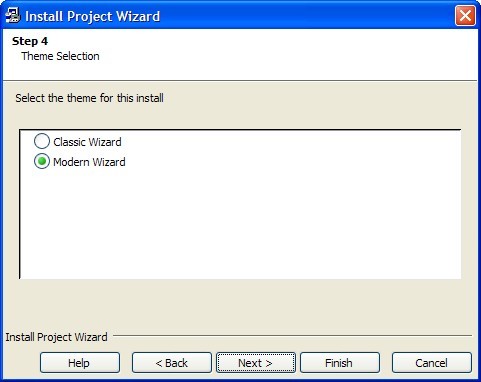 Install Project Wizard
Step 4
Theme Selection
Select the theme for this install
Classic Wizard
Modern Wizard
Install Project Wizard
Help
< Back
Next >
Finish
Cancel